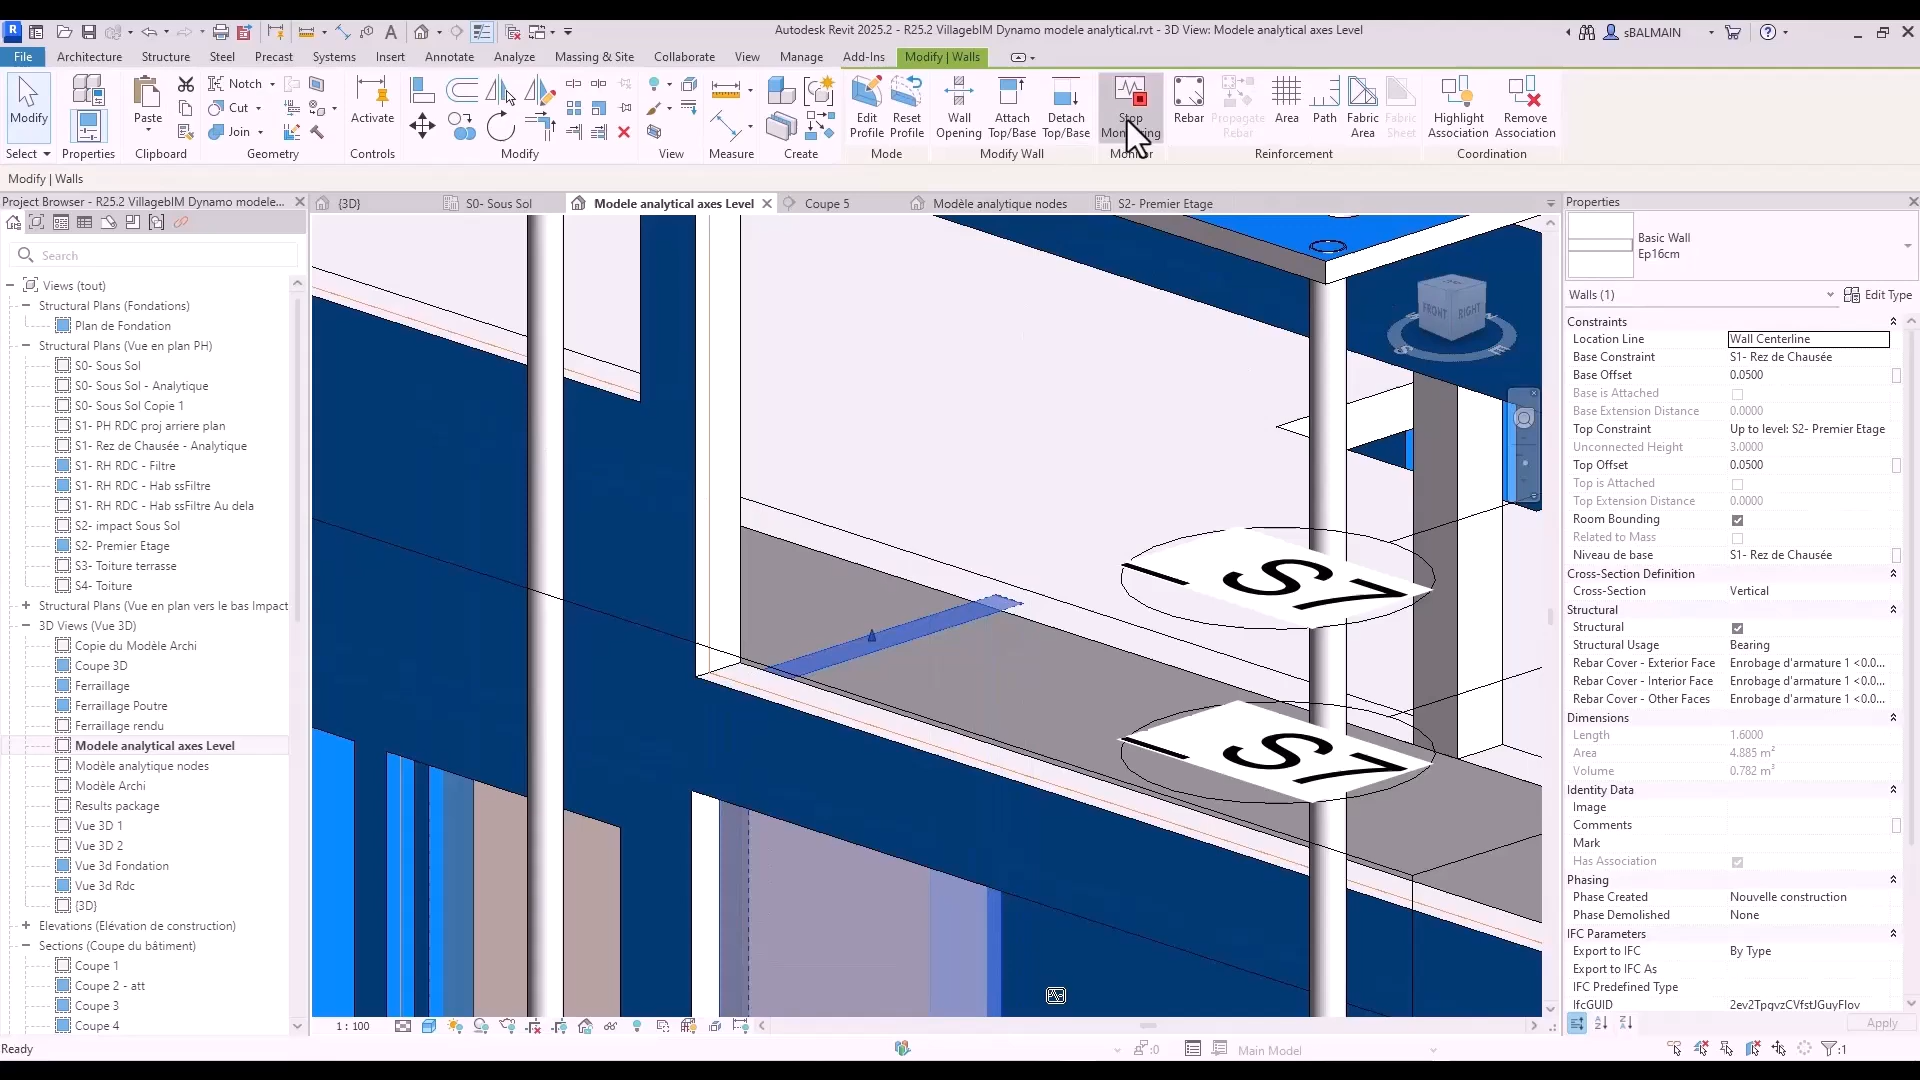 Autodesk Revit 2025.2 - R25.2 VillagebIM Dynamo modele analytical.rvt - 3D View: Modele analytical axes Level
sBALMAIN
File Architecture Structure Steel Precast Systems Insert Annotate Analyze Massing & Site Collaborate View Manage Add-Ins Modify | Walls
Modify Paste Notch Cut Join Activate Edit Profile Reset Profile Wall Opening Attach Top/Base Detach Top/Base Stop Monitoring Rebar Propagate Rebar Area Path Fabric Area Fabric Sheet Highlight Association Remove Association
Select Properties Clipboard Geometry Controls Modify View Measure Create Mode Modify Wall Monitor Reinforcement Coordination
Modify | Walls
Project Browser - R25.2 VillagebIM Dynamo modele...
{3D} S0- Sous Sol Modele analytical axes Level Coupe 5 Modèle analytique nodes S2- Premier Etage
Search
Views (tout)
Structural Plans (Fondations)
Plan de Fondation
Structural Plans (Vue en plan PH)
S0- Sous Sol
S0- Sous Sol - Analytique
S0- Sous Sol Copie 1
S1- PH RDC proj arriere plan
S1- Rez de Chausée - Analytique
S1- RH RDC - Filtre
S1- RH RDC - Hab ssFiltre
S1- RH RDC - Hab ssFiltre Au dela
S2- impact Sous Sol
S2- Premier Etage
S3- Toiture terrasse
S4- Toiture
Structural Plans (Vue en plan vers le bas Impact
3D Views (Vue 3D)
Copie du Modèle Archi
Coupe 3D
Ferraillage
Ferraillage Poutre
Ferraillage rendu
Modele analytical axes Level
Modèle analytique nodes
Modèle Archi
Results package
Vue 3D 1
Vue 3D 2
Vue 3d Fondation
Vue 3d Rdc
{3D}
Elevations (Elévation de construction)
Sections (Coupe du bâtiment)
Coupe 1
Coupe 2 - att
Coupe 3
Coupe 4
FRONT RIGHT
S7
S7
1 : 100
Properties
Basic Wall
Ep16cm
Walls (1) Edit Type
Constraints
Location Line Wall Centerline
Base Constraint S1- Rez de Chausée
Base Offset 0.0500
Base is Attached
Base Extension Distance 0.0000
Top Constraint Up to level: S2- Premier Etage
Unconnected Height 3.0000
Top Offset 0.0500
Top is Attached
Top Extension Distance 0.0000
Room Bounding
Related to Mass
Niveau de base S1- Rez de Chausée
Cross-Section Definition
Cross-Section Vertical
Structural
Structural
Structural Usage Bearing
Rebar Cover - Exterior Face Enrobage d'armature 1 <0.0...
Rebar Cover - Interior Face Enrobage d'armature 1 <0.0...
Rebar Cover - Other Faces Enrobage d'armature 1 <0.0...
Dimensions
Length 1.6000
Area 4.885 m²
Volume 0.782 m³
Identity Data
Image
Comments
Mark
Has Association
Phasing
Phase Created Nouvelle construction
Phase Demolished None
IFC Parameters
Export to IFC By Type
Export to IFC As
IFC Predefined Type
IfcGUID 2ev2TpqvzCVfstJGuyFIov
Apply
Ready
:0 Main Model :1